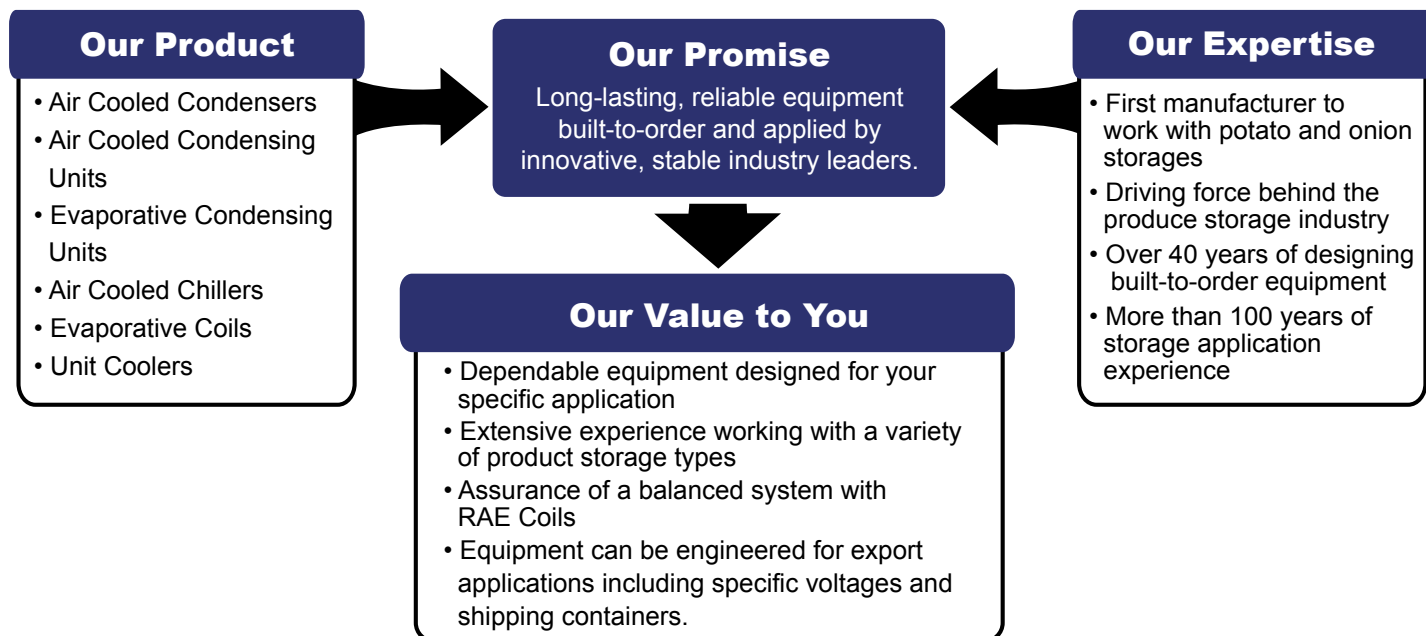 Our Product
• Air Cooled Condensers
• Air Cooled Condensing
Units
• Evaporative Condensing
Units
• Air Cooled Chillers
• Evaporative Coils
• Unit Coolers
Our Promise
Long-lasting, reliable equipment
built-to-order and applied by
innovative, stable industry leaders.
Our Expertise
• First manufacturer to
work with potato and onion
storages
• Driving force behind the
produce storage industry
• Over 40 years of designing
built-to-order equipment
• More than 100 years of
storage application
experience
Our Value to You
• Dependable equipment designed for your
specific application
• Extensive experience working with a variety
of product storage types
• Assurance of a balanced system with
RAE Coils
• Equipment can be engineered for export
applications including specific voltages and
shipping containers.